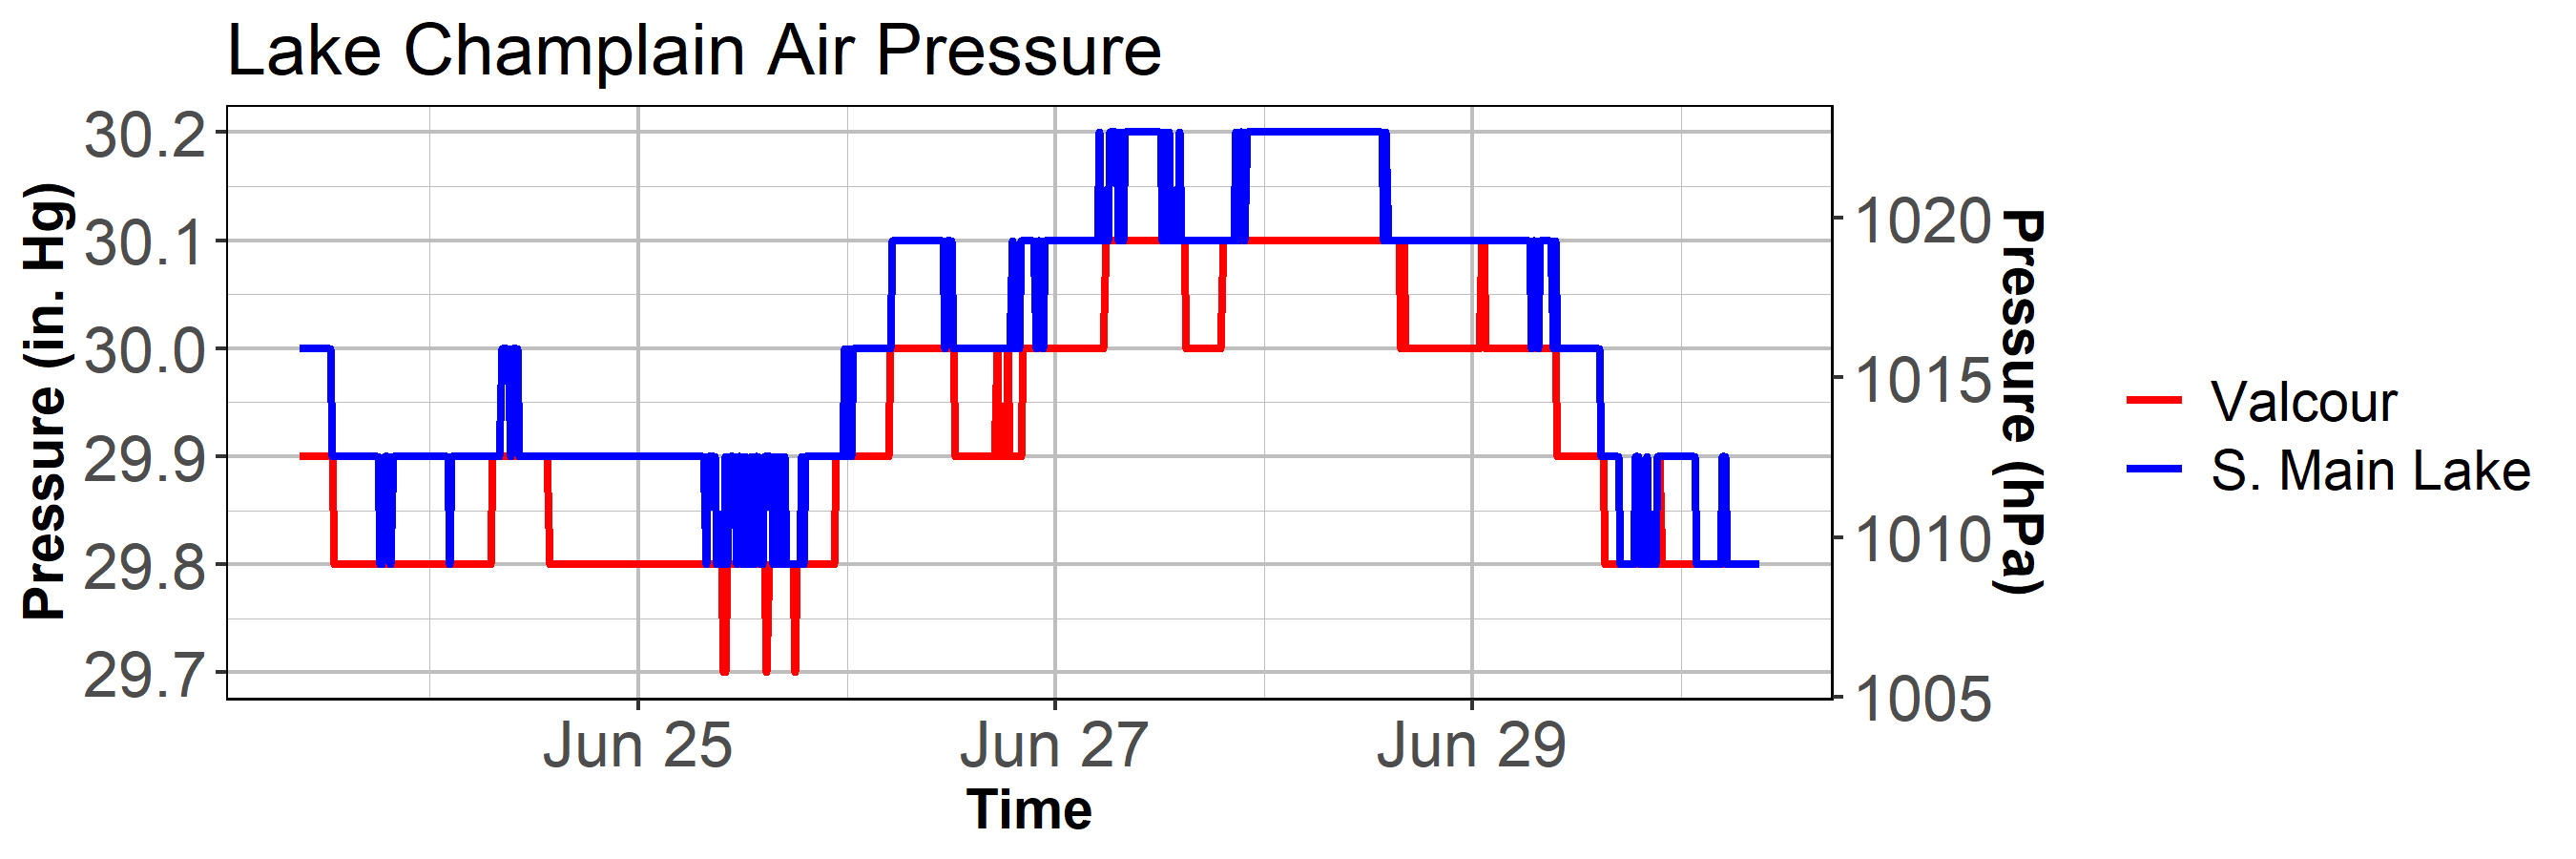 Lake Champlain Air Pressure
Pressure (in. Hg)
30.2
30.1
30.0
29.9
29.8
29.7
1020
1015
1010
1005
Pressure (hPa)
Jun 25 Jun 27 Jun 29
Time
Valcour
S. Main Lake